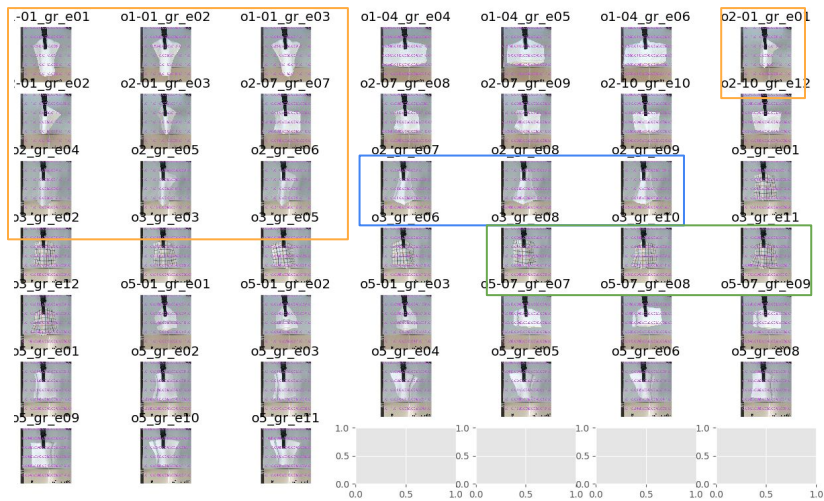 1-01_gr_e01 o1-01_gr_e02 o1-01_gr_e03 o1-04_gr_e04 o1-04_gr_e05 o1-04_gr_e06 o2-01_gr_e01
-01_gr_e02 o2-01_gr_e03 o2-07_gr_e07 o2-07_gr_e08 o2-07_gr_e09 o2-10_gr_e10 o2-10_gr_e12
o2_gr_e04 o2_gr_e05 o2_gr_e06 o2_gr_e07 o2_gr_e08 o2_gr_e09 o3_gr_e01
o3_gr_e02 o3_gr_e03 o3_gr_e05 o3_gr_e06 o3_gr_e08 o3_gr_e10 o3_gr_e11
o3_gr_e12 o5-01_gr_e01 o5-01_gr_e02 o5-01_gr_e03 o5-07_gr_e07 o5-07_gr_e08 o5-07_gr_e09
o5_gr_e01 o5_gr_e02 o5_gr_e03 o5_gr_e04 o5_gr_e05 o5_gr_e06 o5_gr_e08
o5_gr_e09 o5_gr_e10 o5_gr_e11
1.0 1.0 1.0 1.0
0.5 0.5 0.5 0.5
0.0 0.0 0.0 0.0
0.0 0.5 1.0 0.0 0.5 1.0 0.0 0.5 1.0 0.0 0.5 1.0